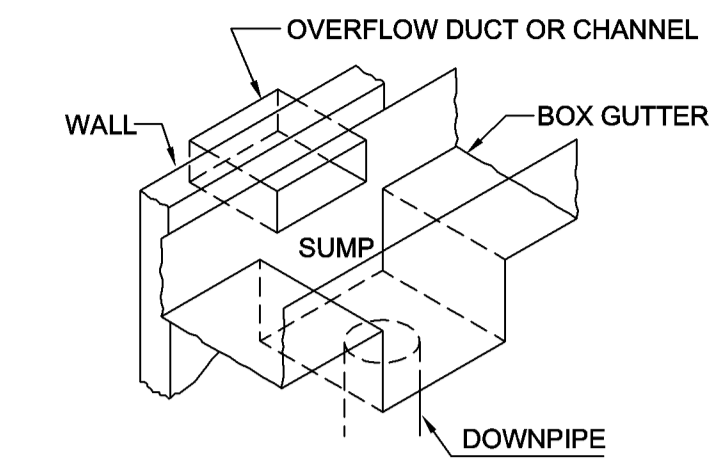 OVERFLOW DUCT OR CHANNEL
WALL
BOX GUTTER
SUMP
DOWNPIPE